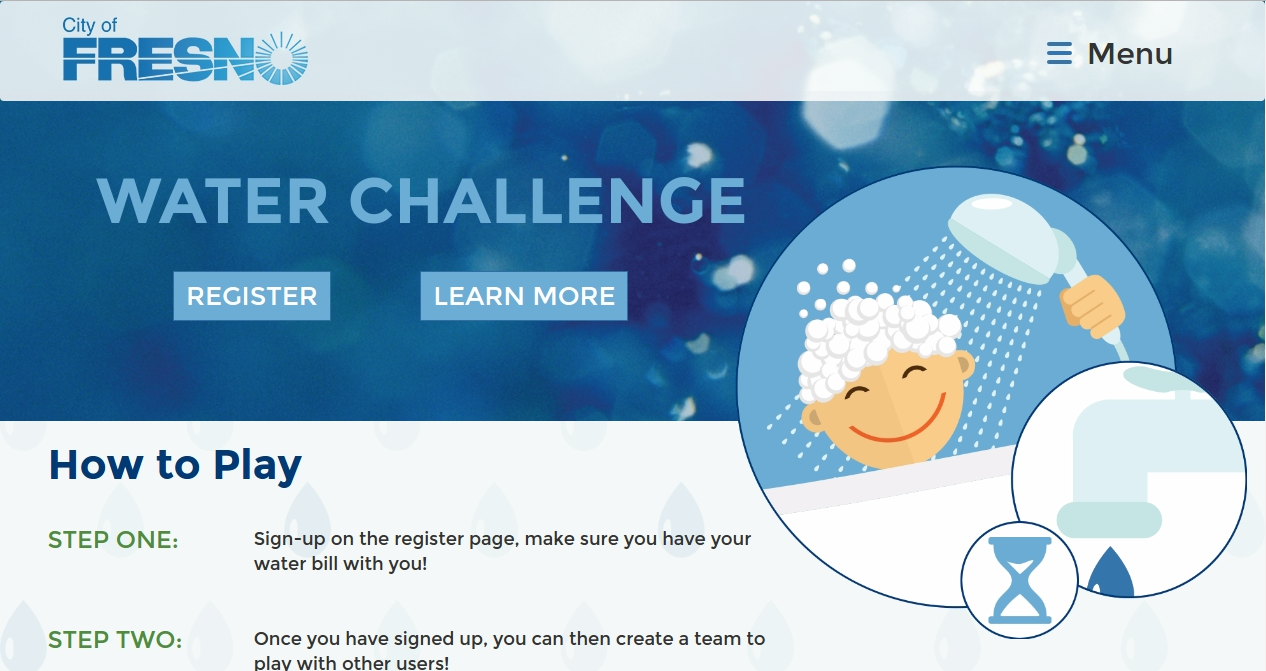 City of
FRESNO
Menu
WATER CHALLENGE
REGISTER
LEARN MORE
How to Play
STEP ONE:
Sign-up on the register page, make sure you have your
water bill with you!
STEP TWO:
Once you have signed up, you can then create a team to
play with other users!